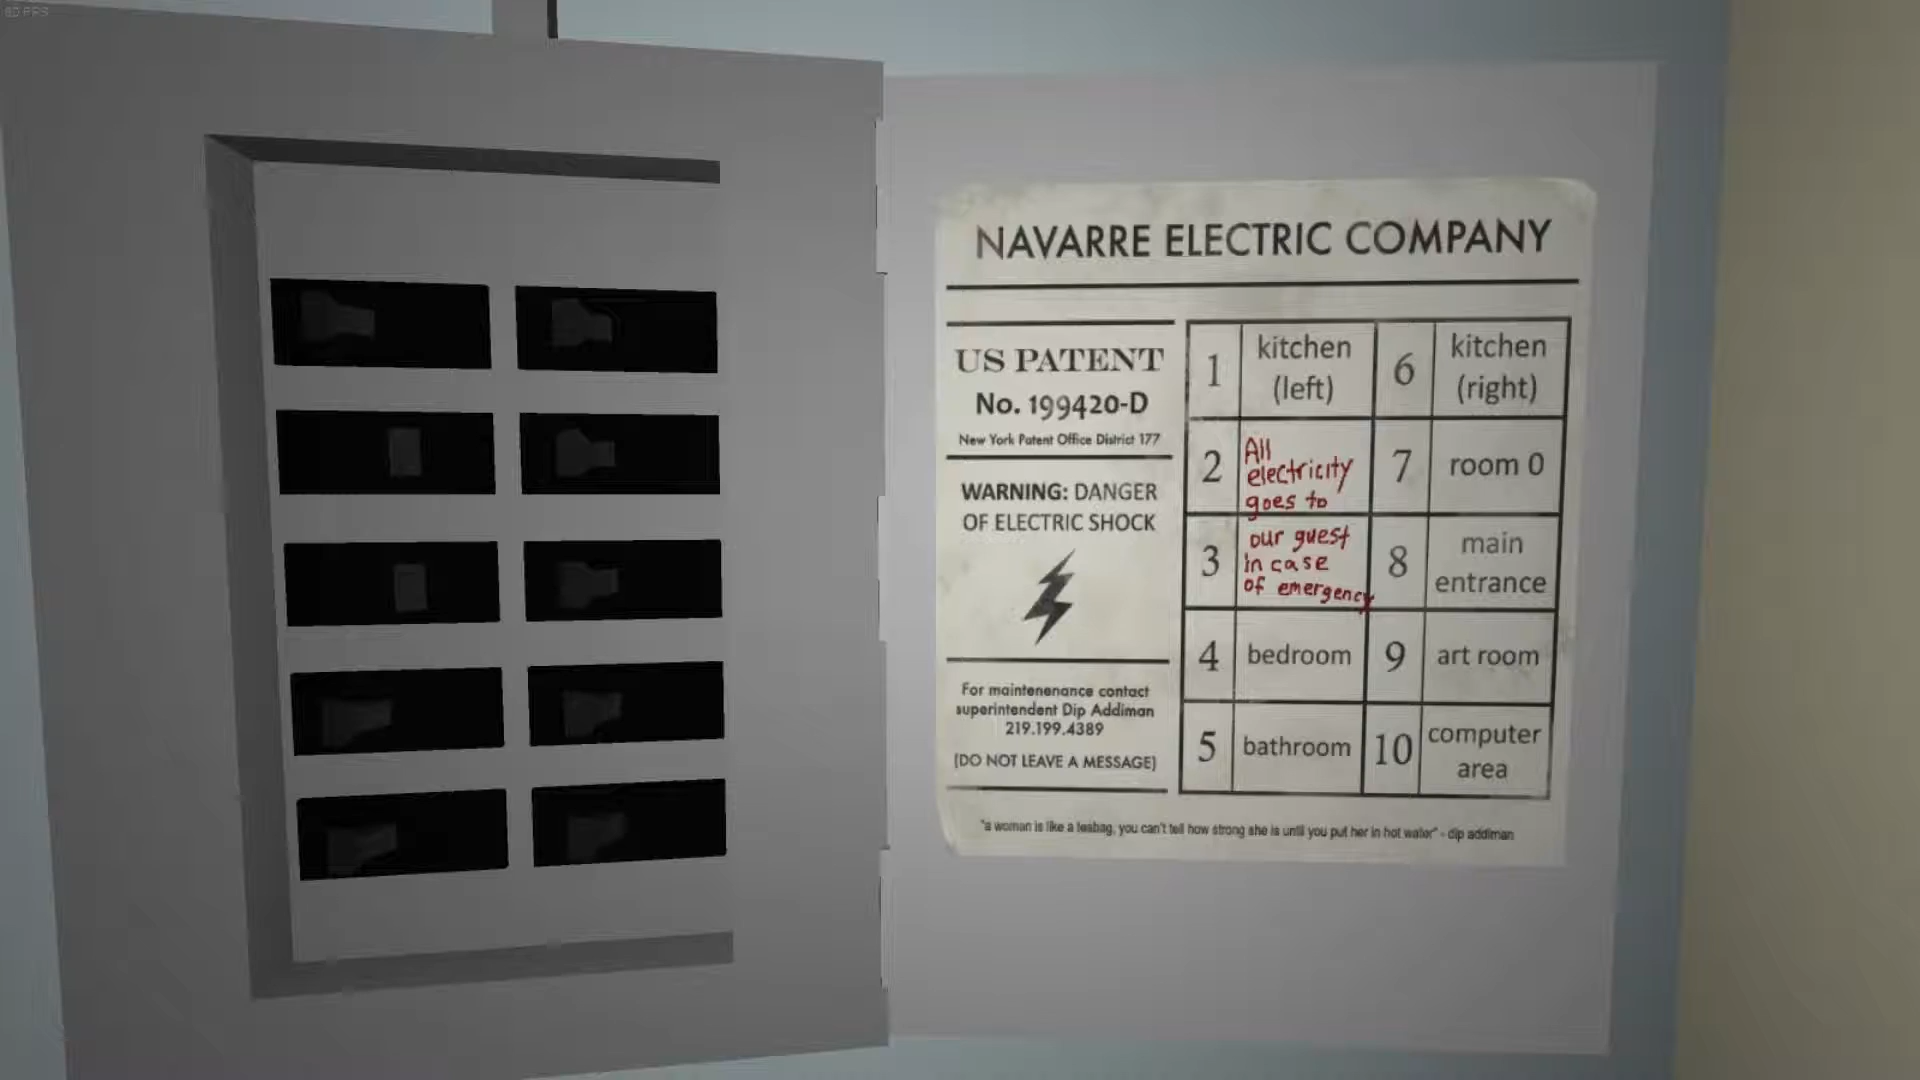 60 FPS
NAVARRE ELECTRIC COMPANY
US PATENT
No. 199420-D
New York Patent Office District 177
WARNING: DANGER
OF ELECTRIC SHOCK
For maintenenance contact
superintendent Dip Addiman
219.199.4389
(DO NOT LEAVE A MESSAGE)
1 kitchen (left) 6 kitchen (right)
2 All electricity goes to 7 room 0
3 our guest in case of emergency 8 main entrance
4 bedroom 9 art room
5 bathroom 10 computer area
"a woman is like a teabag, you can't tell how strong she is until you put her in hot water" - dip addiman